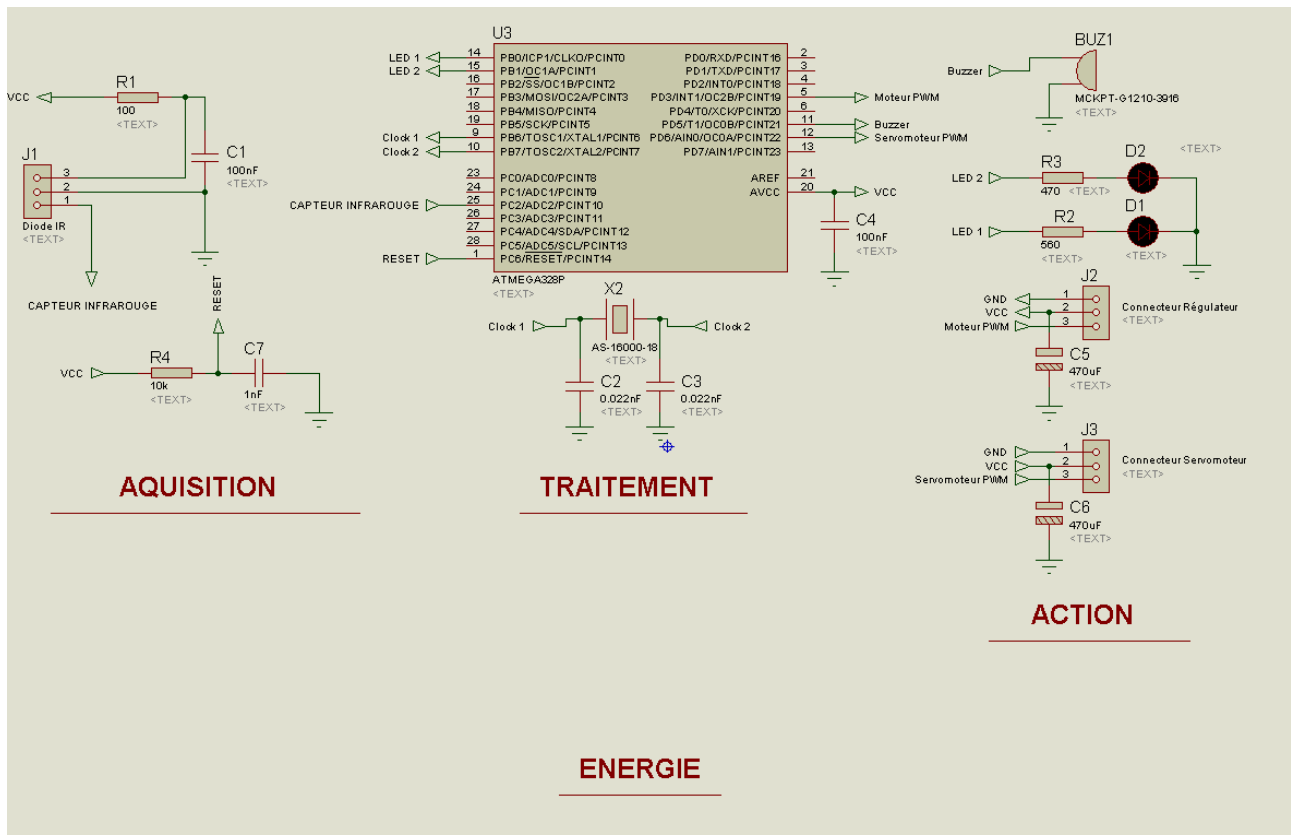 U3
LED 1
14
PB0/ICP1/CLKO/PCINT0
LED 2
15
PB1/OC1A/PCINT1
16
PB2/SS/OC1B/PCINT2
17
PB3/MOSI/OC2A/PCINT3
18
PB4/MISO/PCINT4
19
PB5/SCK/PCINT5
Clock 1
9
PB6/TOSC1/XTAL1/PCINT6
Clock 2
10
PB7/TOSC2/XTAL2/PCINT7
23
PC0/ADC0/PCINT8
24
PC1/ADC1/PCINT9
CAPTEUR INFRAROUGE
25
PC2/ADC2/PCINT10
26
PC3/ADC3/PCINT11
27
PC4/ADC4/SDA/PCINT12
28
PC5/ADC5/SCL/PCINT13
RESET
1
PC6/RESET/PCINT14
PD0/RXD/PCINT16
2
PD1/TXD/PCINT17
3
PD2/INT0/PCINT18
4
PD3/INT1/OC2B/PCINT19
5
Moteur PWM
PD4/T0/XCK/PCINT20
6
PD5/T1/OC0B/PCINT21
11
Buzzer
PD6/AIN0/OC0A/PCINT22
12
Servomoteur PWM
PD7/AIN1/PCINT23
13
AREF
21
AVCC
20
VCC
ATMEGA328P
<TEXT>
C4
100nF
<TEXT>
VCC
R1
100
<TEXT>
C1
100nF
<TEXT>
J1
3
2
1
Diode IR
<TEXT>
CAPTEUR INFRAROUGE
RESET
VCC
R4
10k
<TEXT>
C7
1nF
<TEXT>
AQUISITION
X2
Clock 1
Clock 2
AS-16000-18
<TEXT>
C2
0.022nF
<TEXT>
C3
0.022nF
<TEXT>
TRAITEMENT
BUZ1
Buzzer
MCKPT-G1210-3916
<TEXT>
D2
<TEXT>
LED 2
R3
470
<TEXT>
D1
LED 1
R2
560
<TEXT>
<TEXT>
J2
GND
1
VCC
2
Moteur PWM
3
Connecteur Régulateur
<TEXT>
C5
470uF
<TEXT>
J3
GND
1
VCC
2
Servomoteur PWM
3
Connecteur Servomoteur
<TEXT>
C6
470uF
<TEXT>
ACTION
ENERGIE